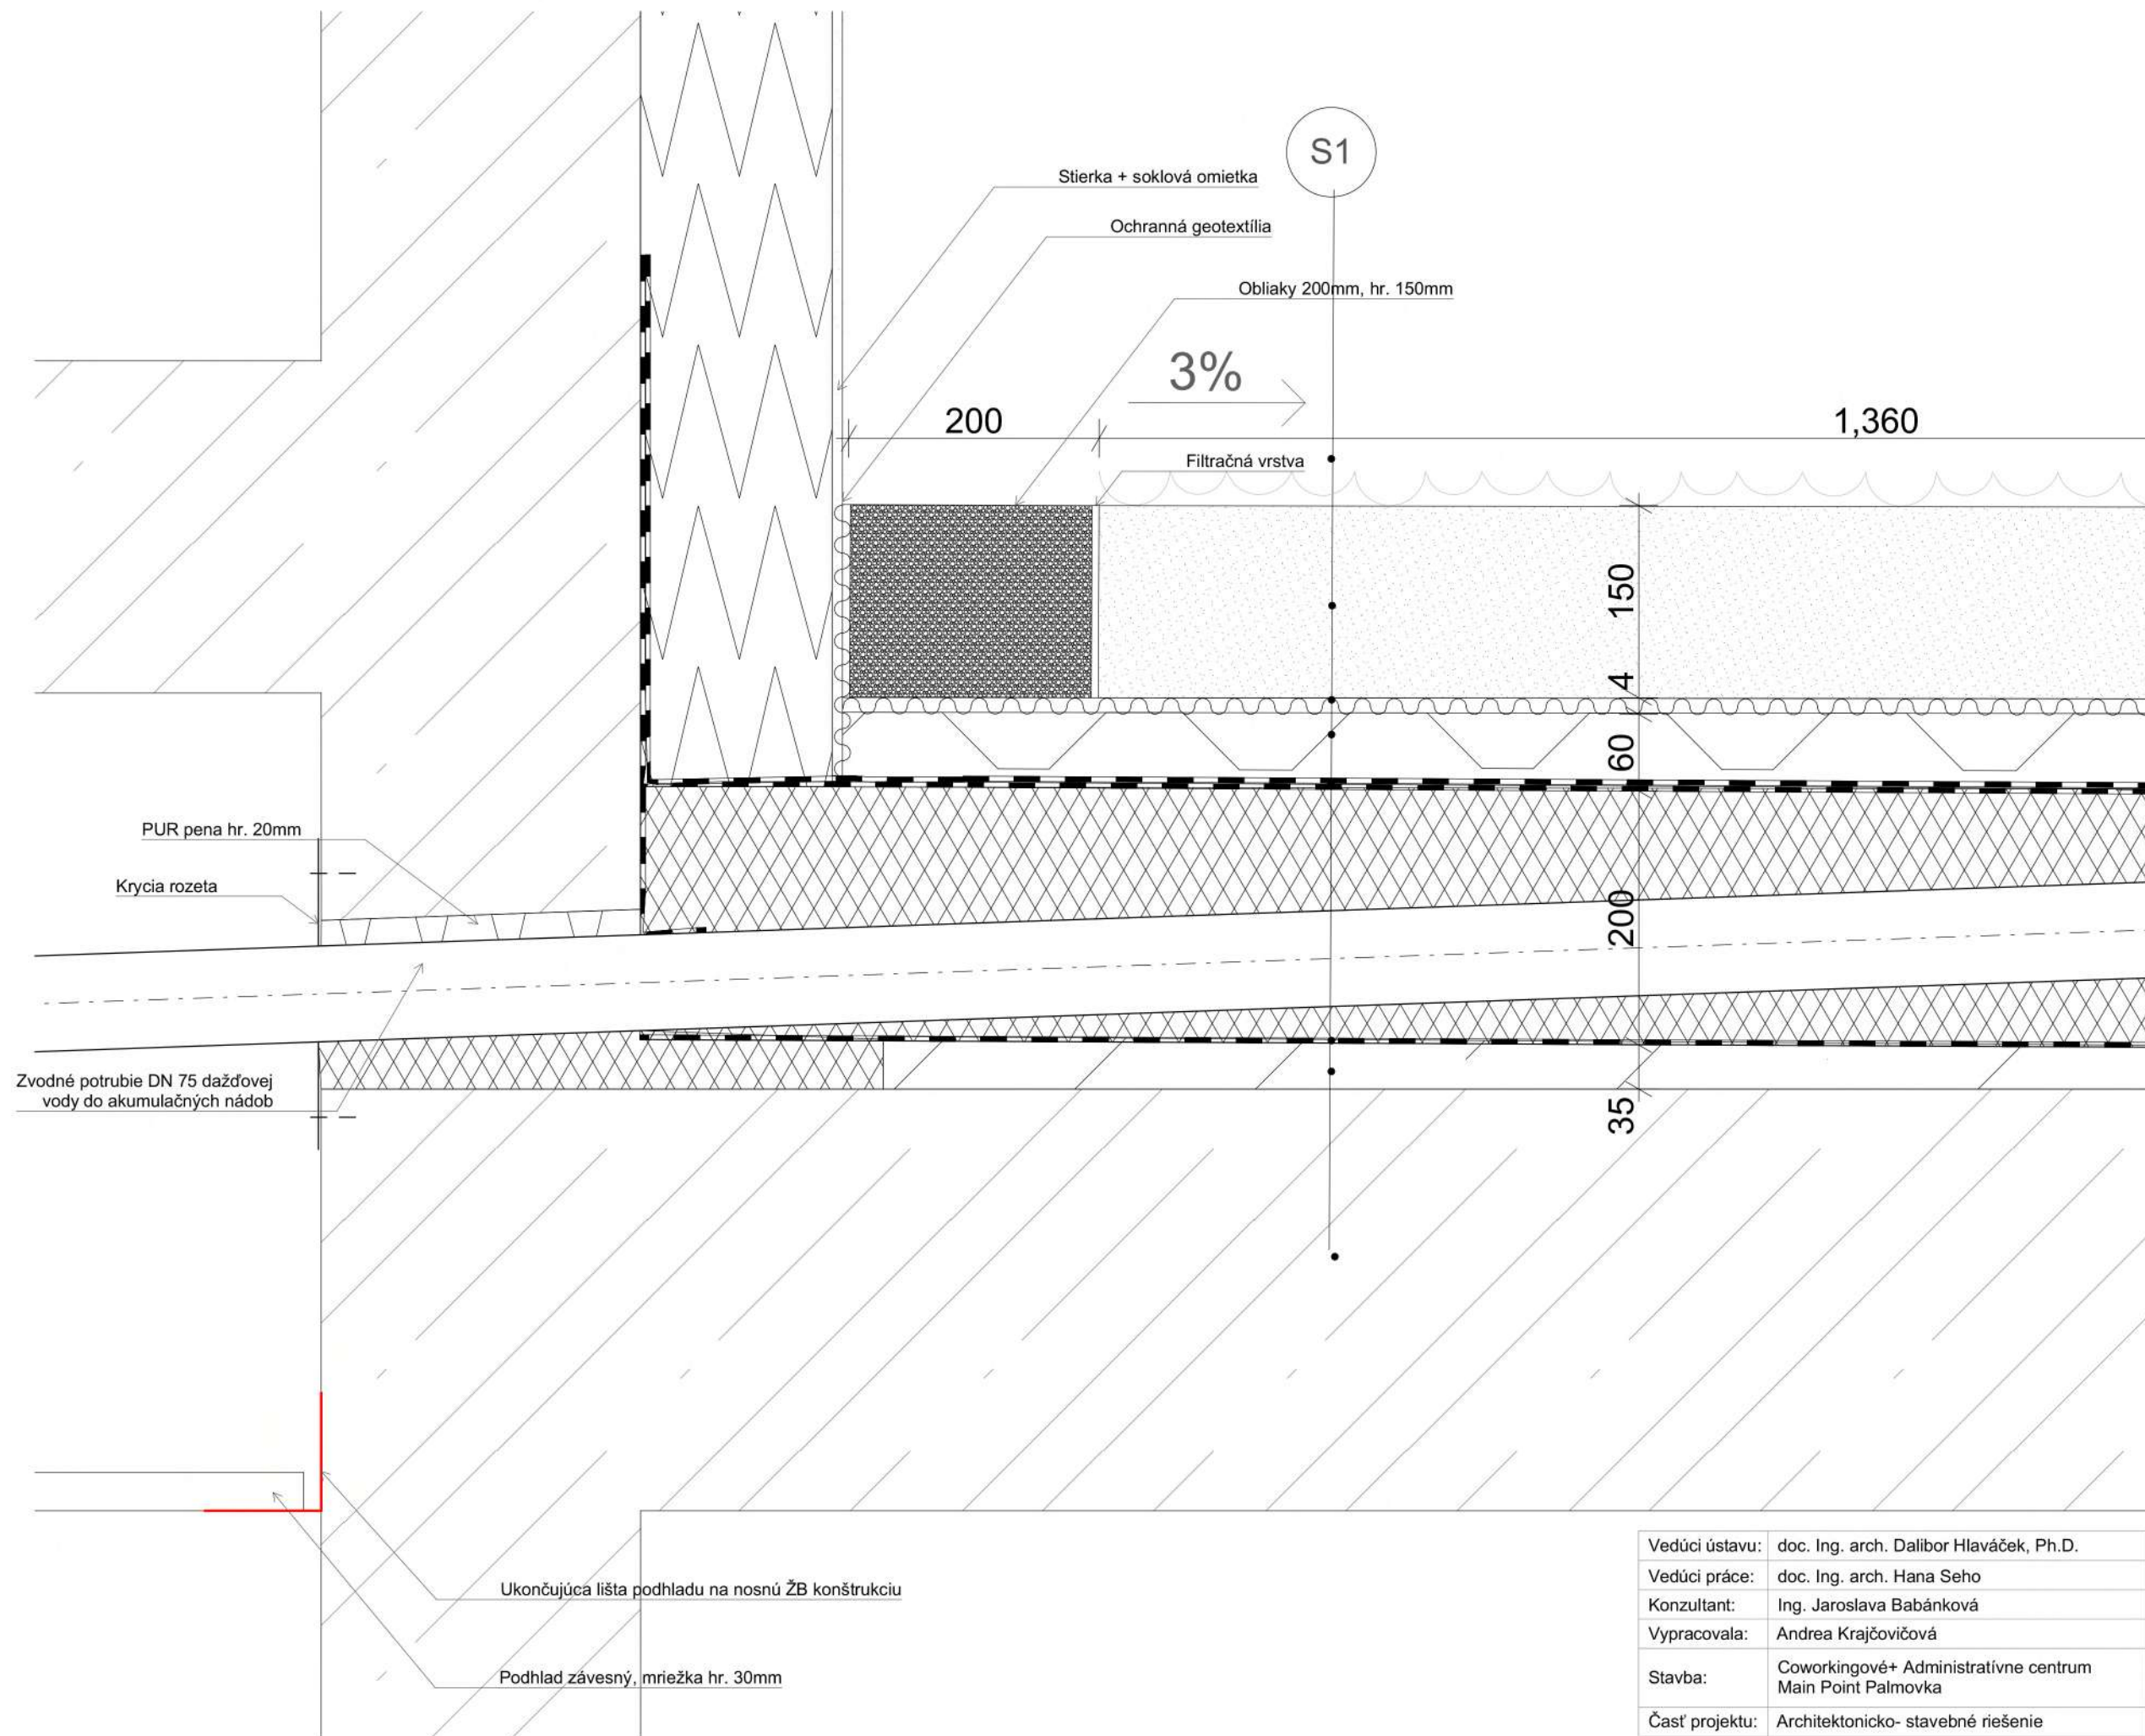 S1
Stierka + soklová omietka
Ochranná geotextília
Obliaky 200mm, hr. 150mm
3%
200
1,360
Filtračná vrstva
150
4
60
200
35
PUR pena hr. 20mm
Krycia rozeta
Zvodné potrubie DN 75 dažďovej
vody do akumulačných nádob
Ukončujúca lišta podhladu na nosnú ŽB konštrukciu
Podhlad závesný, mriežka hr. 30mm
Vedúci ústavu: doc. Ing. arch. Dalibor Hlaváček, Ph.D.
Vedúci práce: doc. Ing. arch. Hana Seho
Konzultant: Ing. Jaroslava Babánková
Vypracovala: Andrea Krajčovičová
Stavba: Coworkingové+ Administratívne centrum
Main Point Palmovka
Časť projektu: Architektonicko- stavebné riešenie